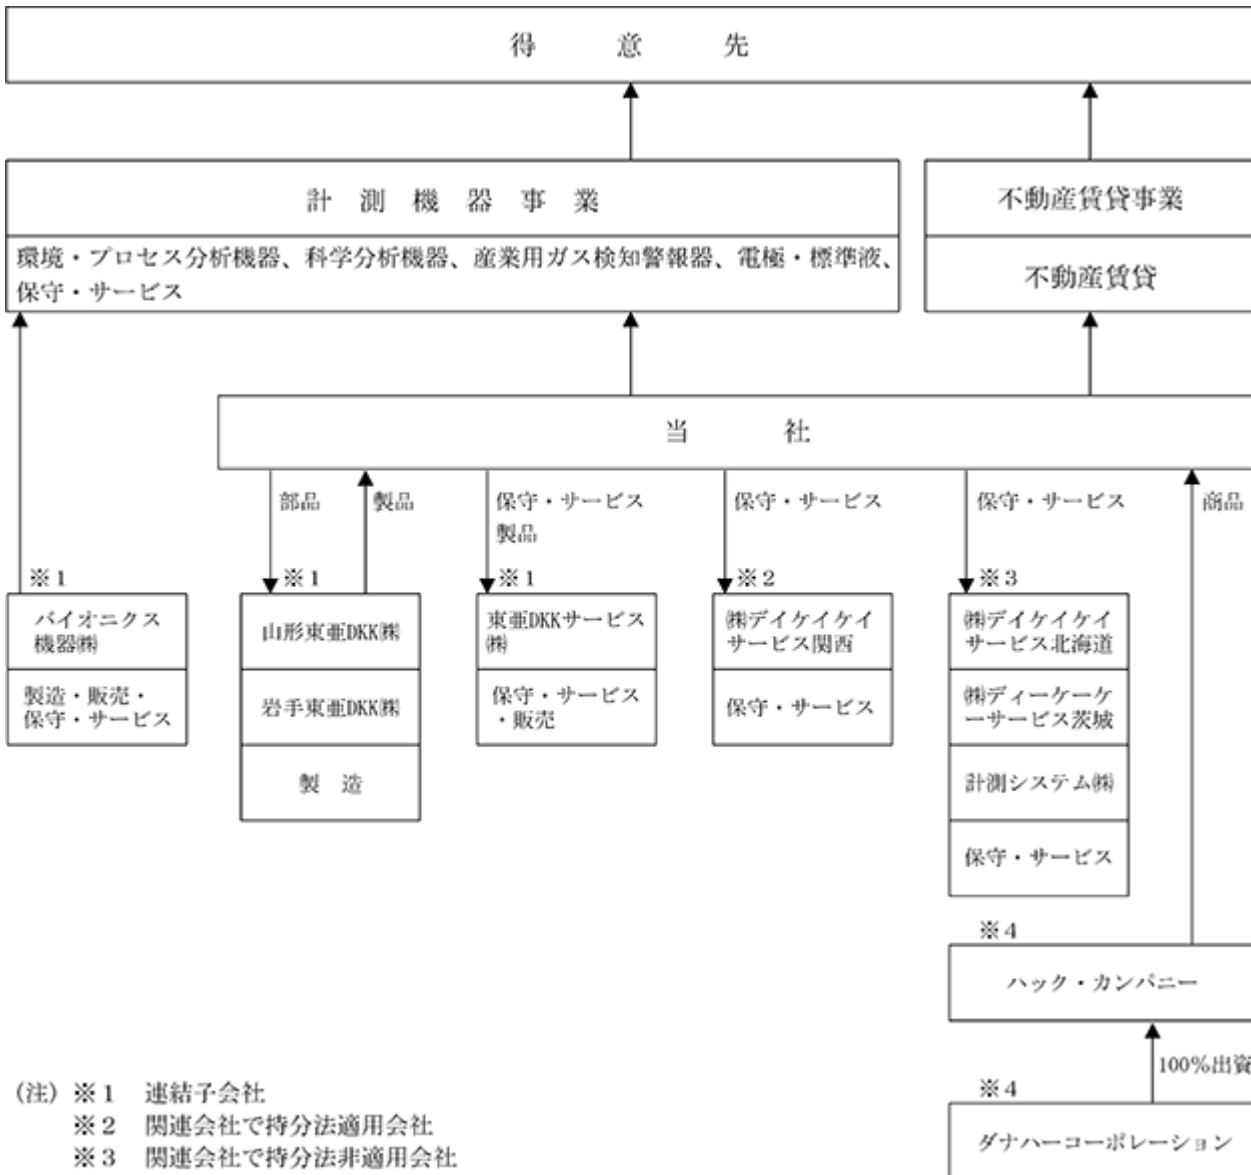 得意先
計測機器事業
不動産賃貸事業
環境・プロセス分析機器、科学分析機器、産業用ガス検知警報器、電極・標準液、
保守・サービス
不動産賃貸
当社
部品
製品
保守・サービス
製品
保守・サービス
保守・サービス
商品
※1
※1
※1
※2
※3
バイオニクス
機器㈱
製造・販売・
保守・サービス
山形東亜DKK㈱
岩手東亜DKK㈱
製造
東亜DKKサービス
㈱
保守・サービス
・販売
㈱デイケイケイ
サービス関西
保守・サービス
㈱デイケイケイ
サービス北海道
㈱ディーケーケ
ーサービス茨城
計測システム㈱
保守・サービス
※4
ハック・カンパニー
100%出資
※4
ダナハーコーポレーション
(注) ※1 連結子会社
※2 関連会社で持分法適用会社
※3 関連会社で持分法非適用会社